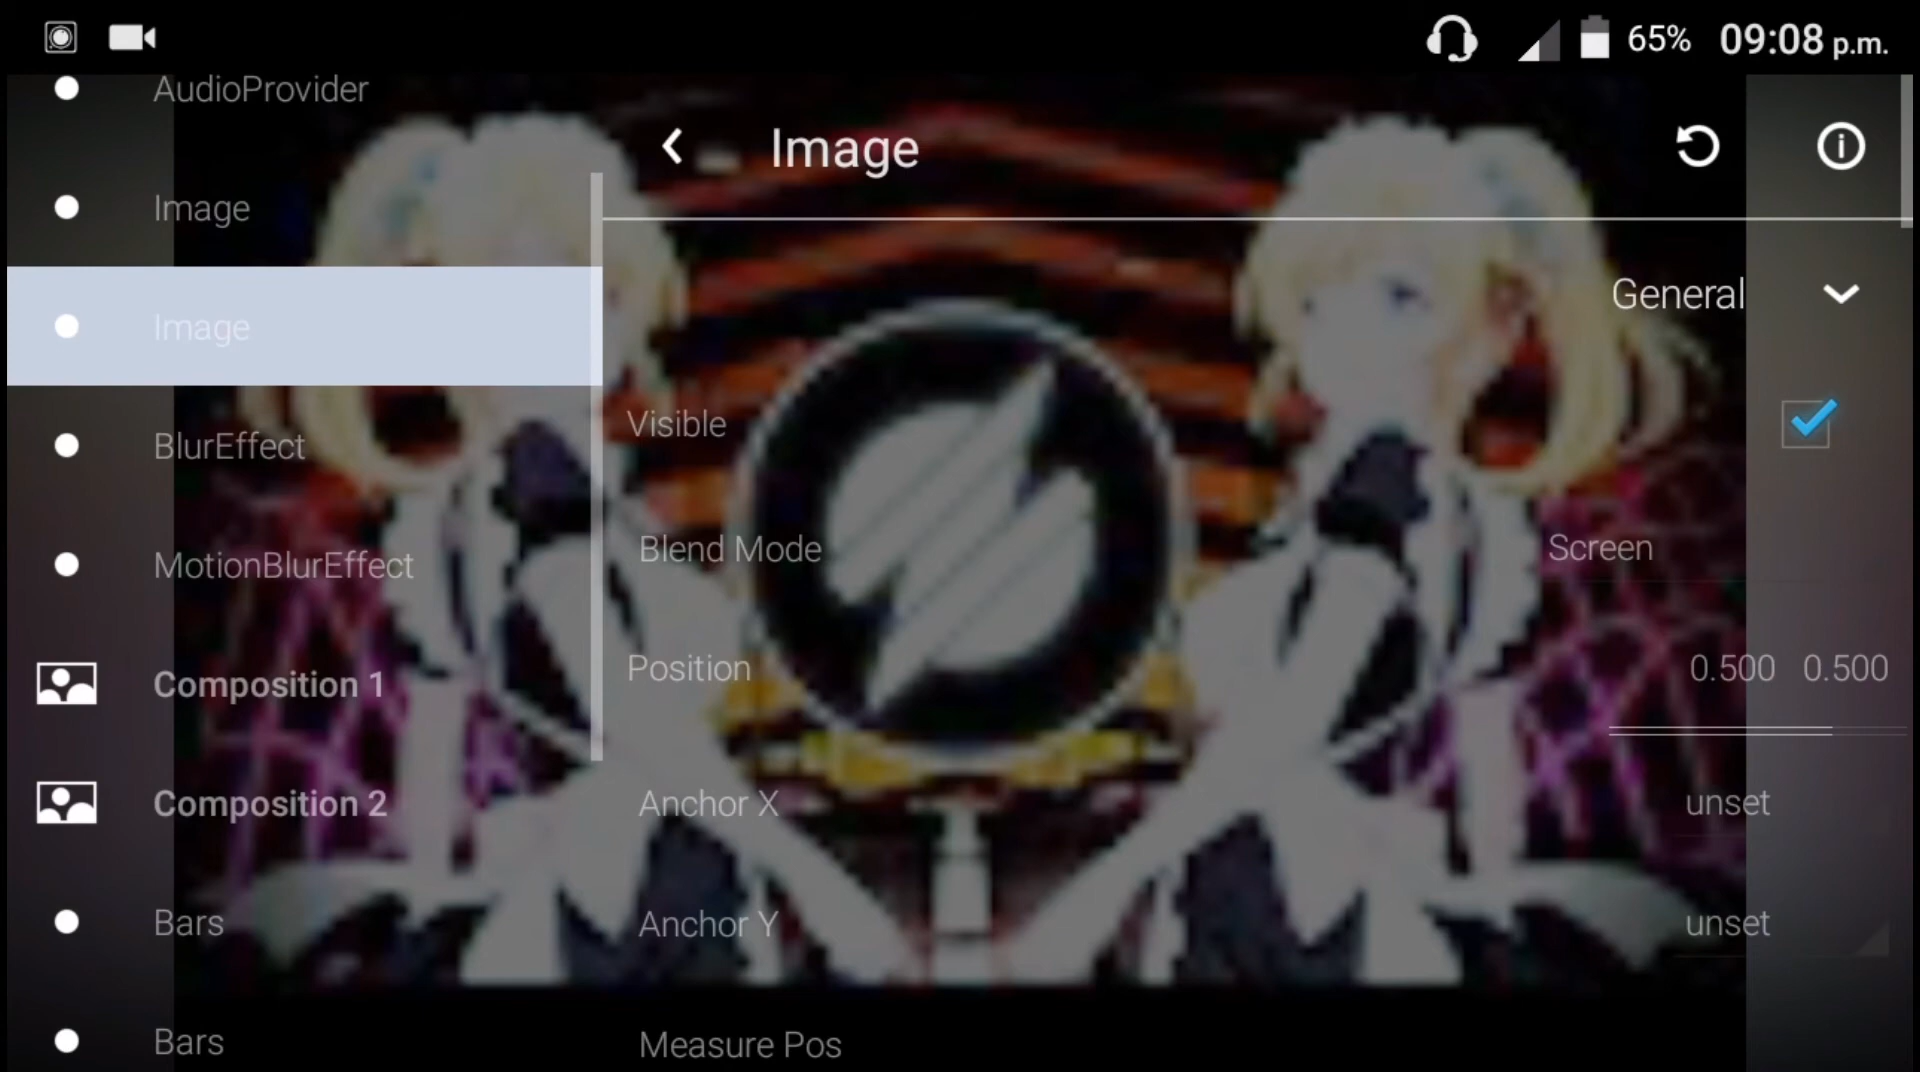 65% 09:08 p.m.
AudioProvider
Image
Image
BlurEffect
MotionBlurEffect
Composition 1
Composition 2
Bars
Bars
Image
General
Visible
Blend Mode Screen
Position 0.500 0.500
Anchor X unset
Anchor Y unset
Measure Pos